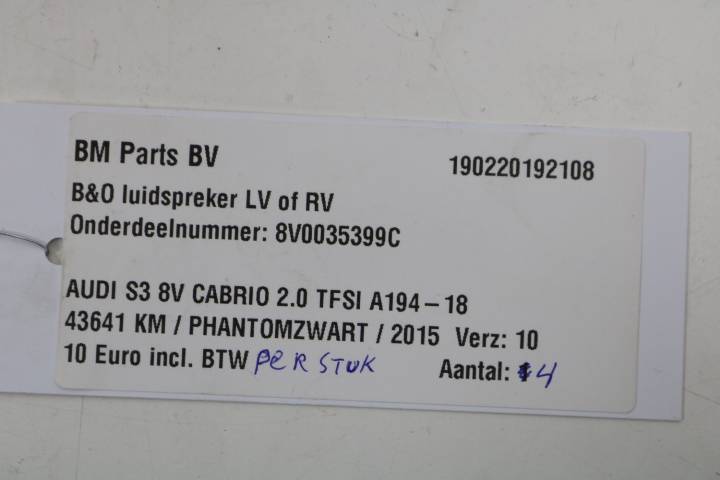 BM Parts BV 190220192108
B&O luidspreker LV of RV
Onderdeelnummer: 8V0035399C
AUDI S3 8V CABRIO 2.0 TFSI A194-18
43641 KM / PHANTOMZWART / 2015 Verz: 10
10 Euro incl. BTW PER STUK Aantal: 4